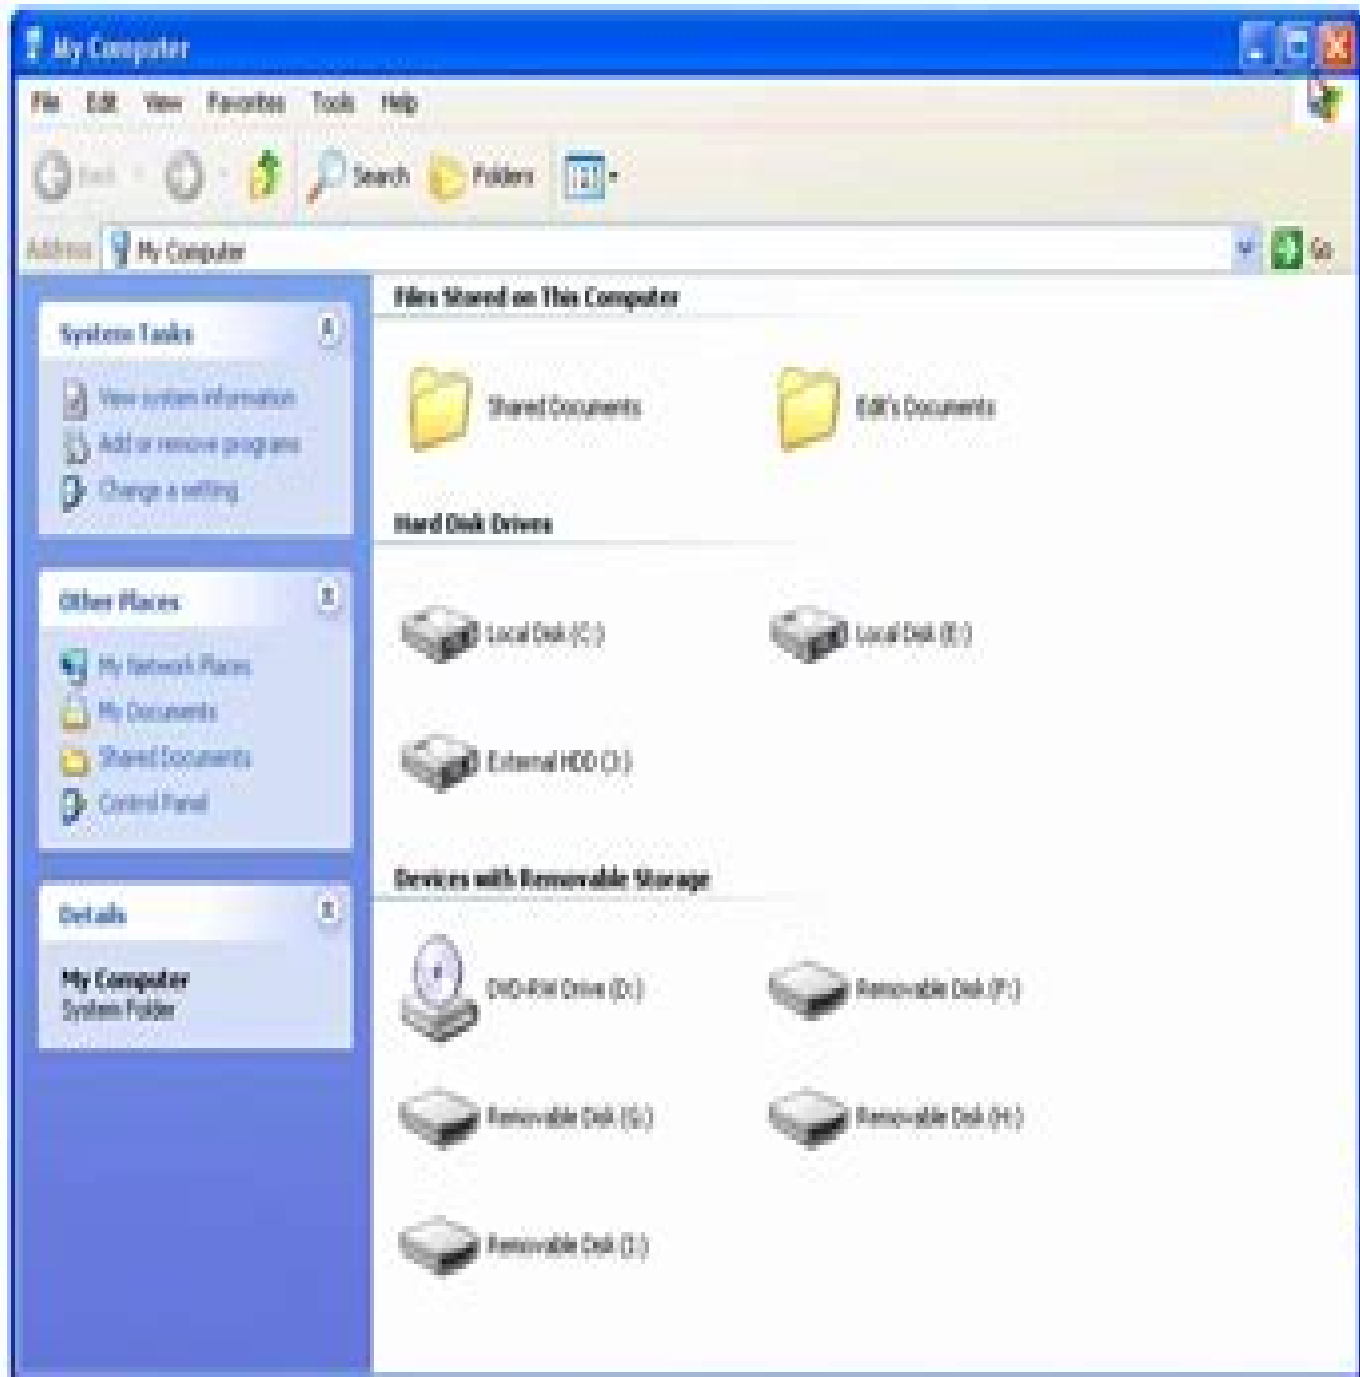 My Computer
File Edit View Favorites Tools Help
Back Search Folders
Address My Computer Go
System Tasks
View system information
Add or remove programs
Change a setting
Other Places
My Network Places
My Documents
Shared Documents
Control Panel
Details
My Computer
System Folder
Files Stored on This Computer
Shared Documents Edit's Documents
Hard Disk Drives
Local Disk (C:) Local Disk (E:)
External HDD (J:)
Devices with Removable Storage
DVD-RW Drive (D:) Removable Disk (F:)
Removable Disk (G:) Removable Disk (H:)
Removable Disk (I:)